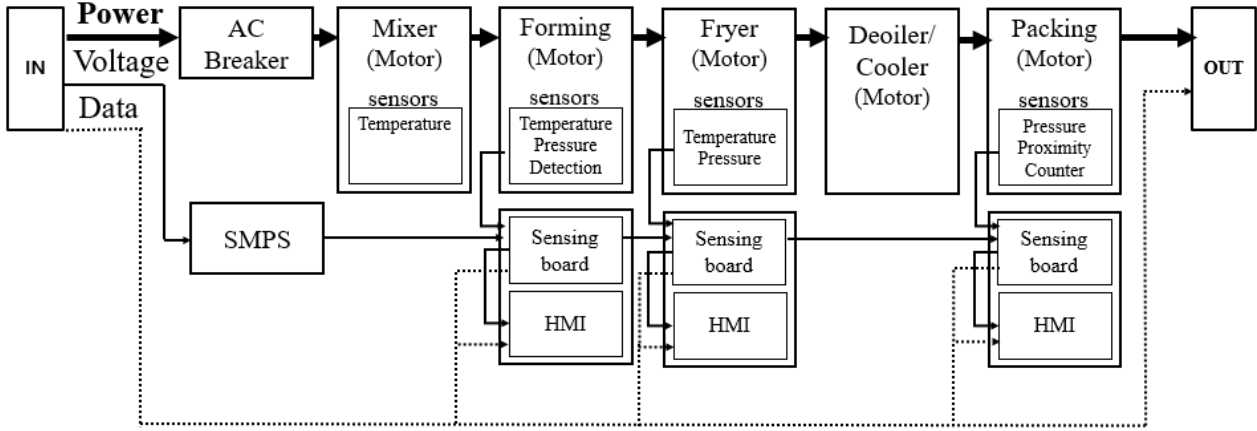 IN
Power
Voltage
Data
AC
Breaker
Mixer
(Motor)
sensors
Temperature
Forming
(Motor)
sensors
Temperature
Pressure
Detection
Fryer
(Motor)
sensors
Temperature
Pressure
Deoiler/
Cooler
(Motor)
Packing
(Motor)
sensors
Pressure
Proximity
Counter
OUT
SMPS
Sensing
board
HMI
Sensing
board
HMI
Sensing
board
HMI